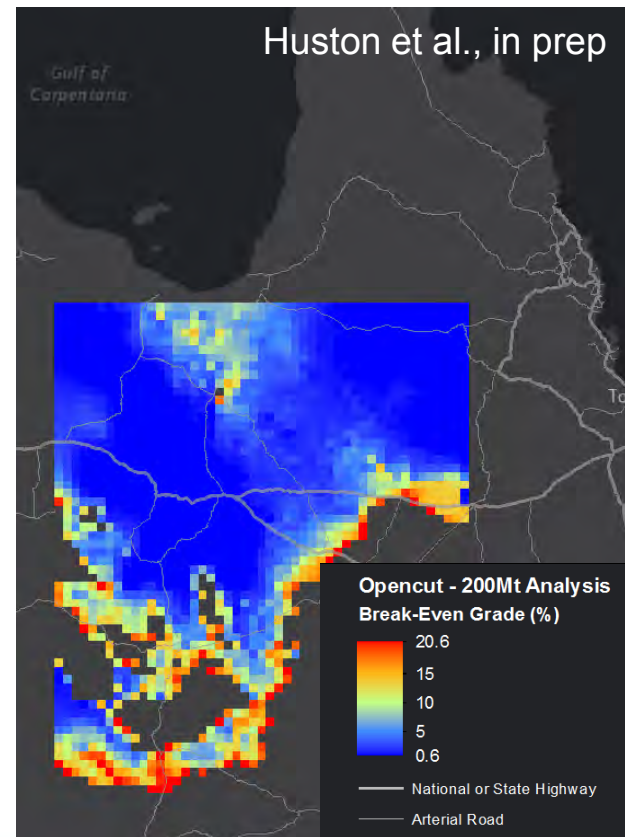 Huston et al., in prep
Gulf of
Carpentaria
To
Opencut - 200Mt Analysis
Break-Even Grade (%)
20.6
15
10
5
0.6
National or State Highway
Arterial Road